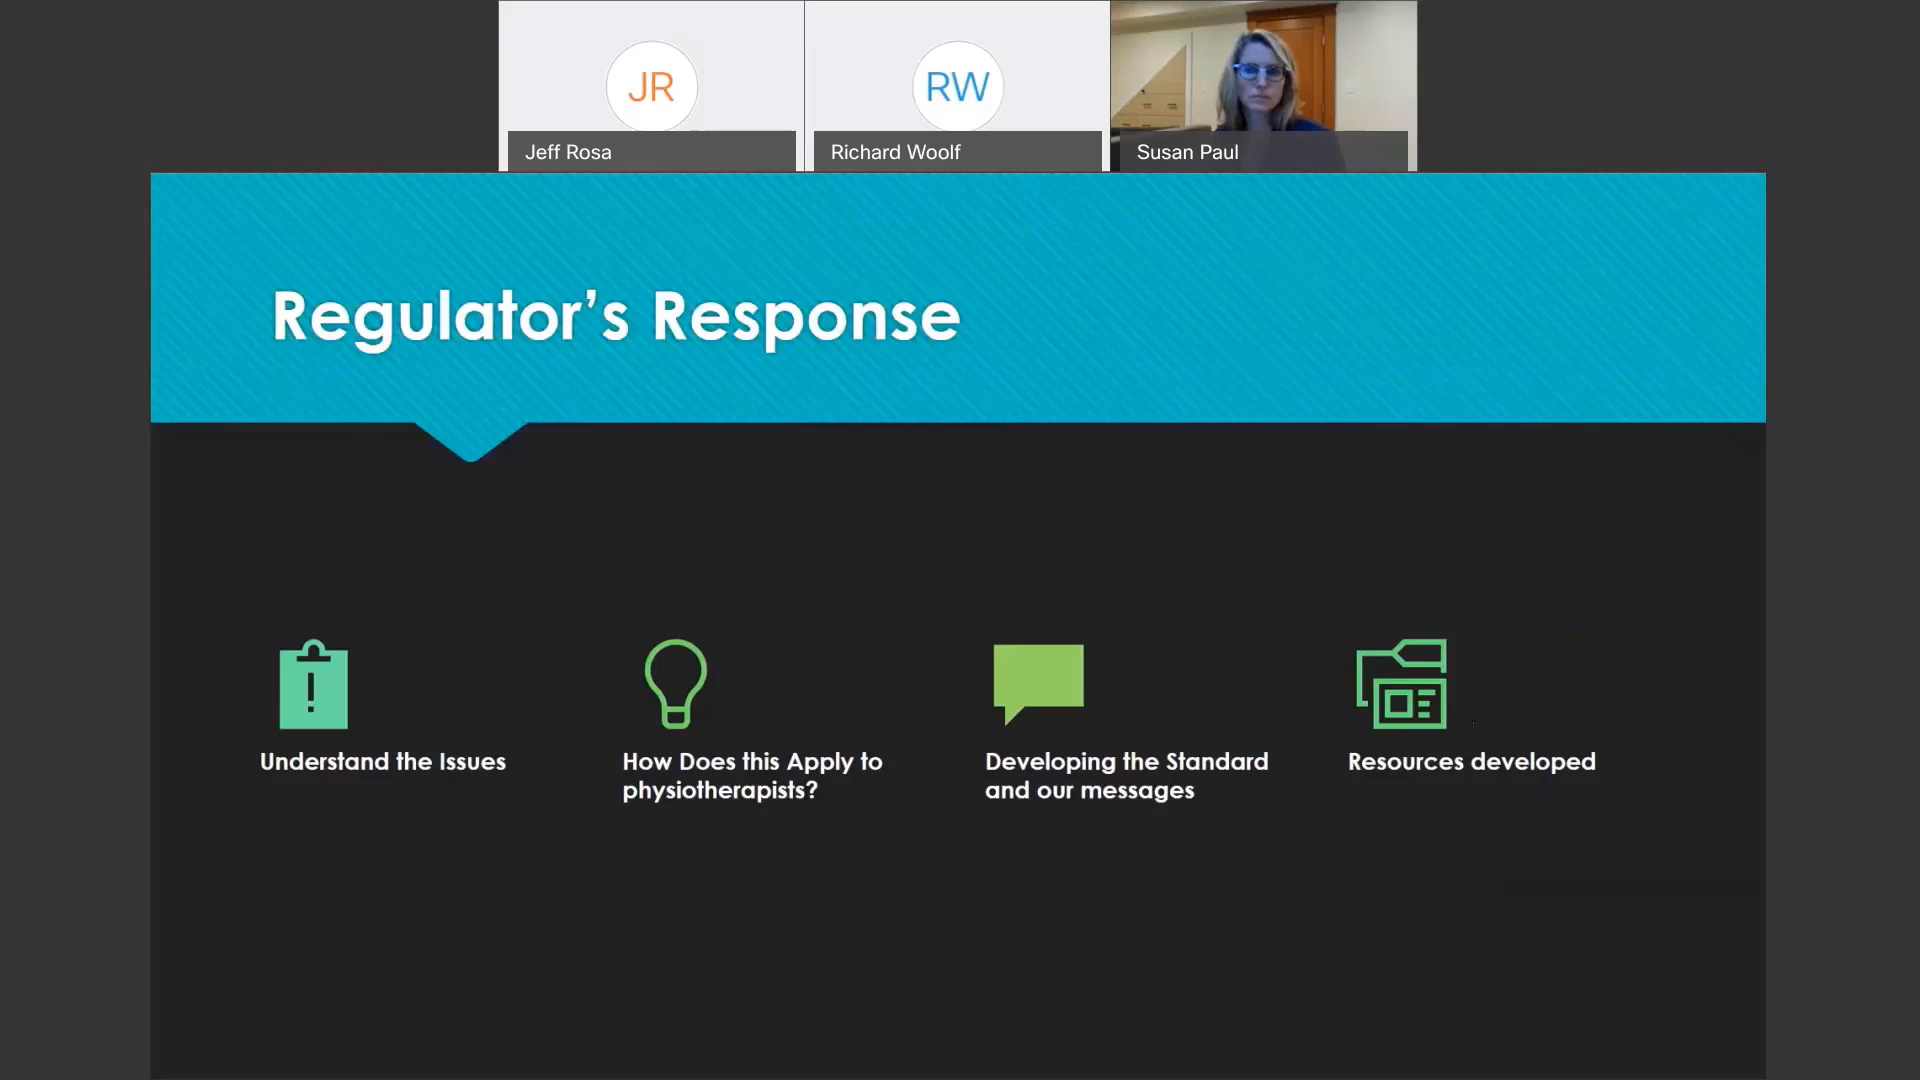 JR
RW
Jeff Rosa
Richard Woolf
Susan Paul
Regulator’s Response
!
Understand the Issues
How Does this Apply to
physiotherapists?
Developing the Standard
and our messages
Resources developed